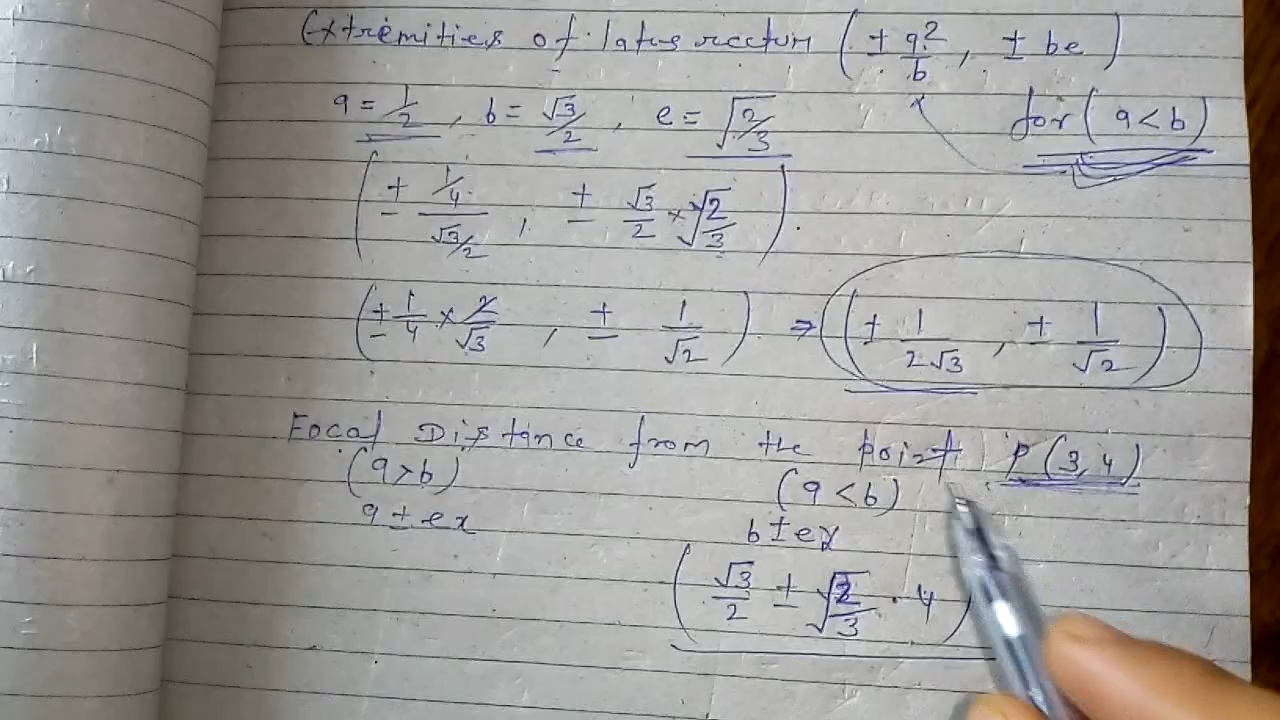 Extremities of latus rectum (± a²/b, ± be)
a = 1/2, b = √3/2, e = √2/3 for (a < b)
(± 1/4 / √3/2, ± √3/2 × √2/3).
(± 1/4 × 2/√3, ± 1/√2) ⇒ (± 1/2√3, ± 1/√2)
Focal Distance from the point P(3,4)
(a > b) (a < b)
a ± ex b ± ey
(√3/2 ± √2/3 · 4)